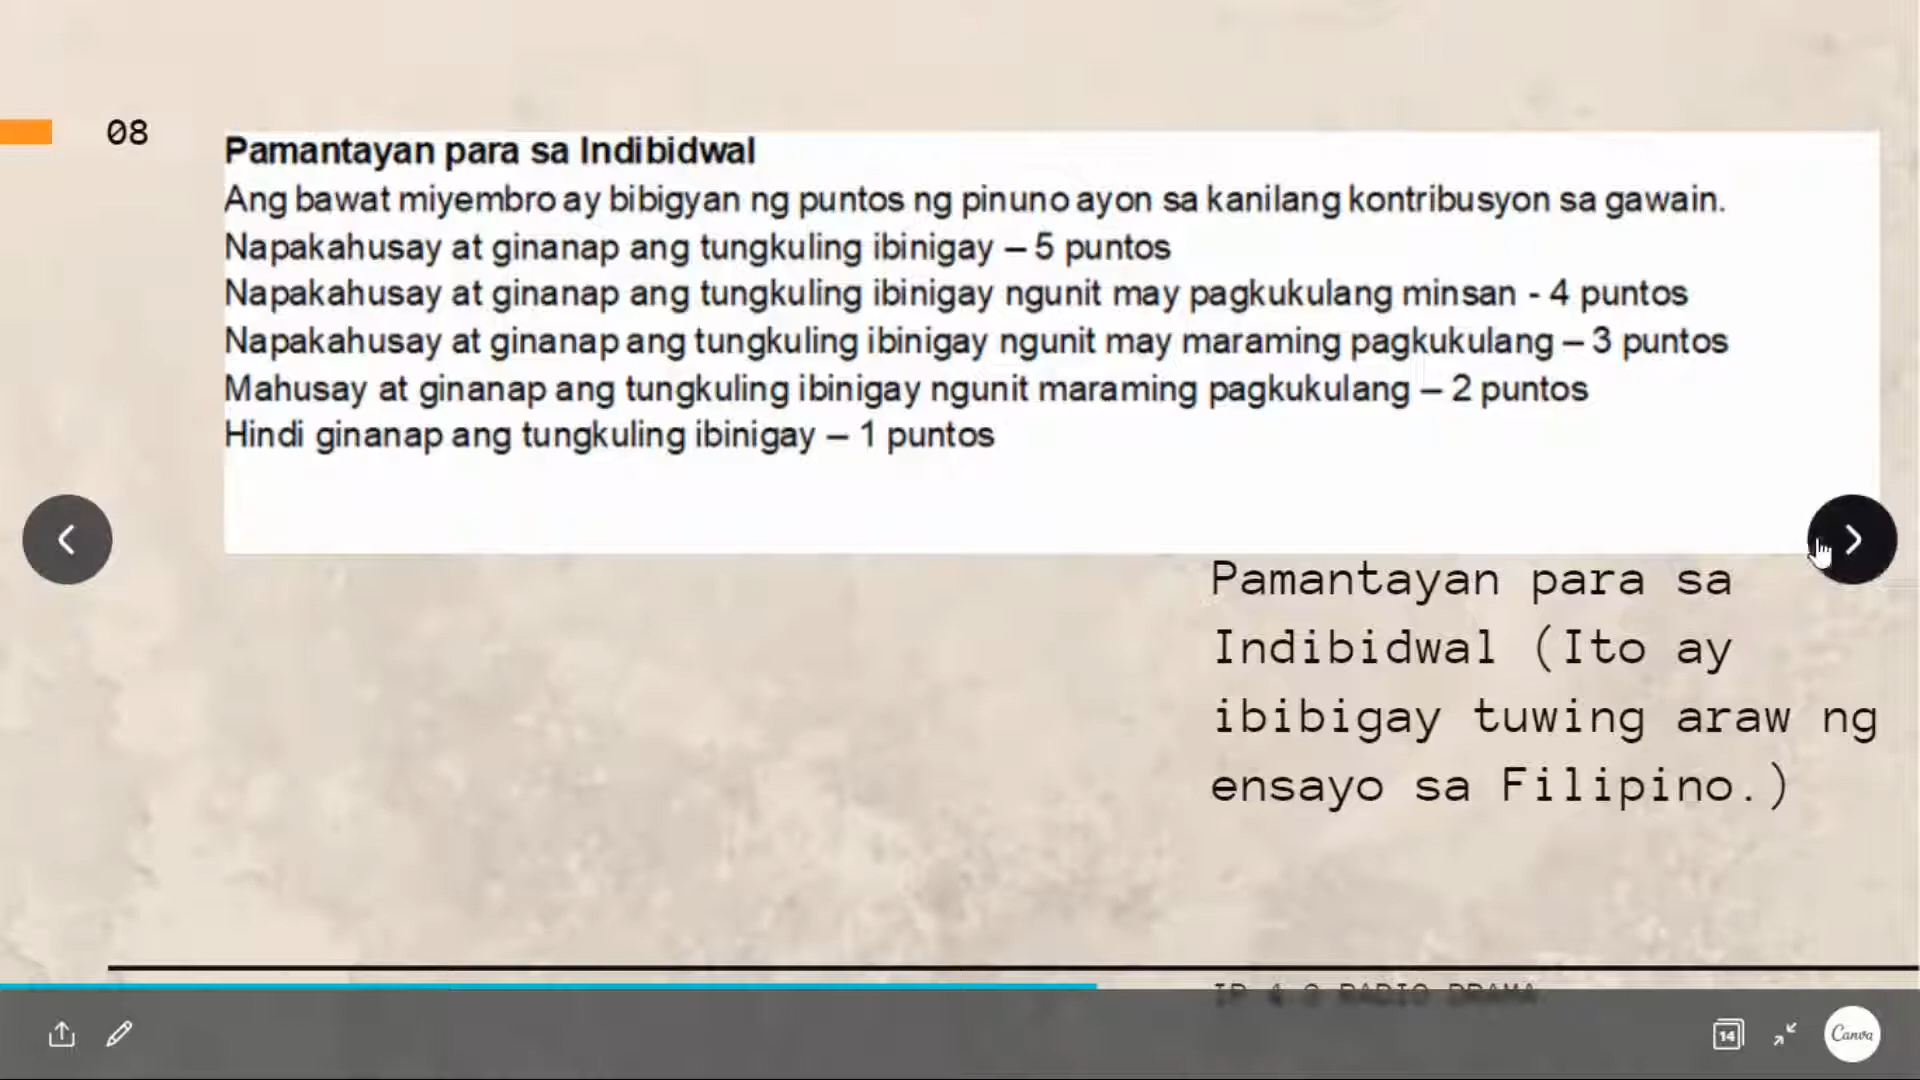 08
Pamantayan para sa Indibidwal
Ang bawat miyembro ay bibigyan ng puntos ng pinuno ayon sa kanilang kontribusyon sa gawain.
Napakahusay at ginanap ang tungkuling ibinigay – 5 puntos
Napakahusay at ginanap ang tungkuling ibinigay ngunit may pagkukulang minsan - 4 puntos
Napakahusay at ginanap ang tungkuling ibinigay ngunit may maraming pagkukulang – 3 puntos
Mahusay at ginanap ang tungkuling ibinigay ngunit maraming pagkukulang – 2 puntos
Hindi ginanap ang tungkuling ibinigay – 1 puntos
Pamantayan para sa
Indibidwal (Ito ay
ibibigay tuwing araw ng
ensayo sa Filipino.)
RADIO DRAMA
14
Canva